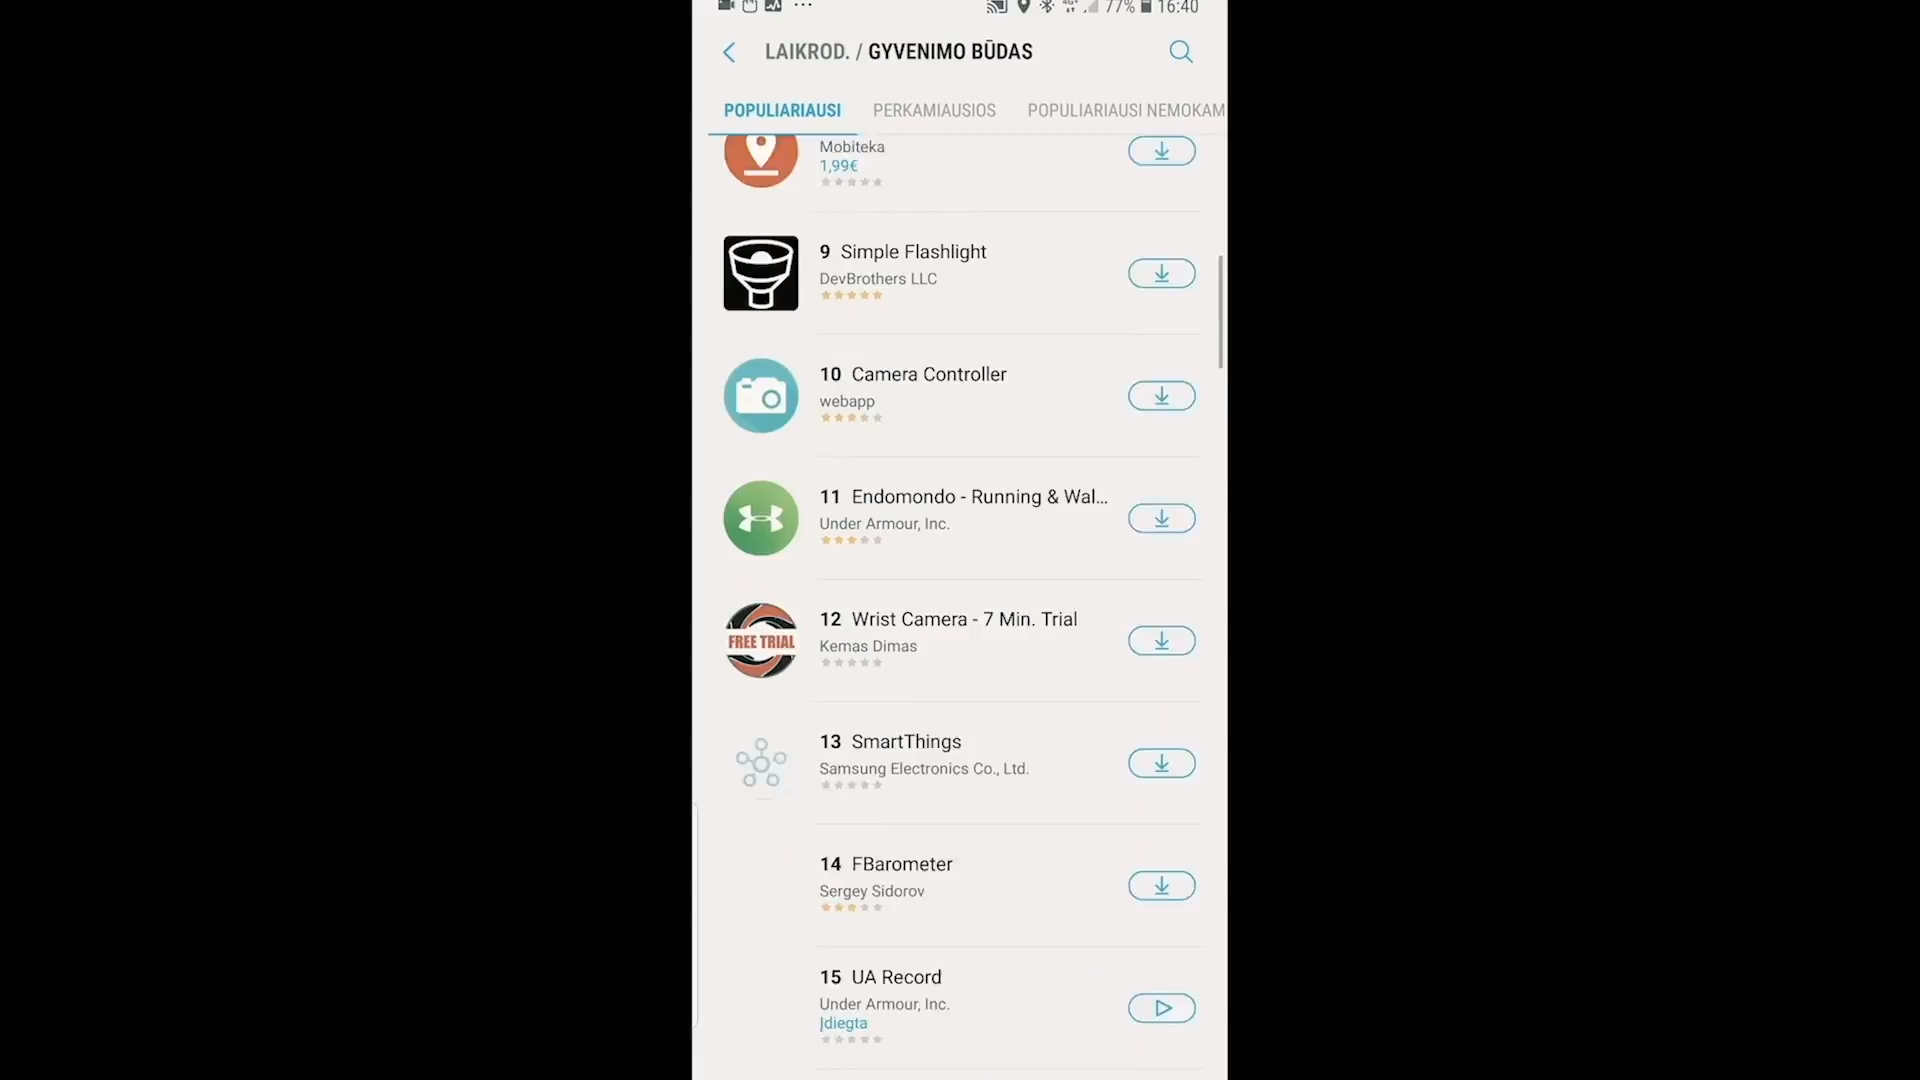 77% 16:40
LAIKROD. / GYVENIMO BŪDAS
POPULIARIAUSI PERKAMIAUSIOS POPULIARIAUSI NEMOKAM
Mobiteka
1,99€
9 Simple Flashlight
DevBrothers LLC
10 Camera Controller
webapp
11 Endomondo - Running & Wal...
Under Armour, Inc.
12 Wrist Camera - 7 Min. Trial
FREE TRIAL
Kemas Dimas
13 SmartThings
Samsung Electronics Co., Ltd.
14 FBarometer
Sergey Sidorov
15 UA Record
Under Armour, Inc.
Įdiegta